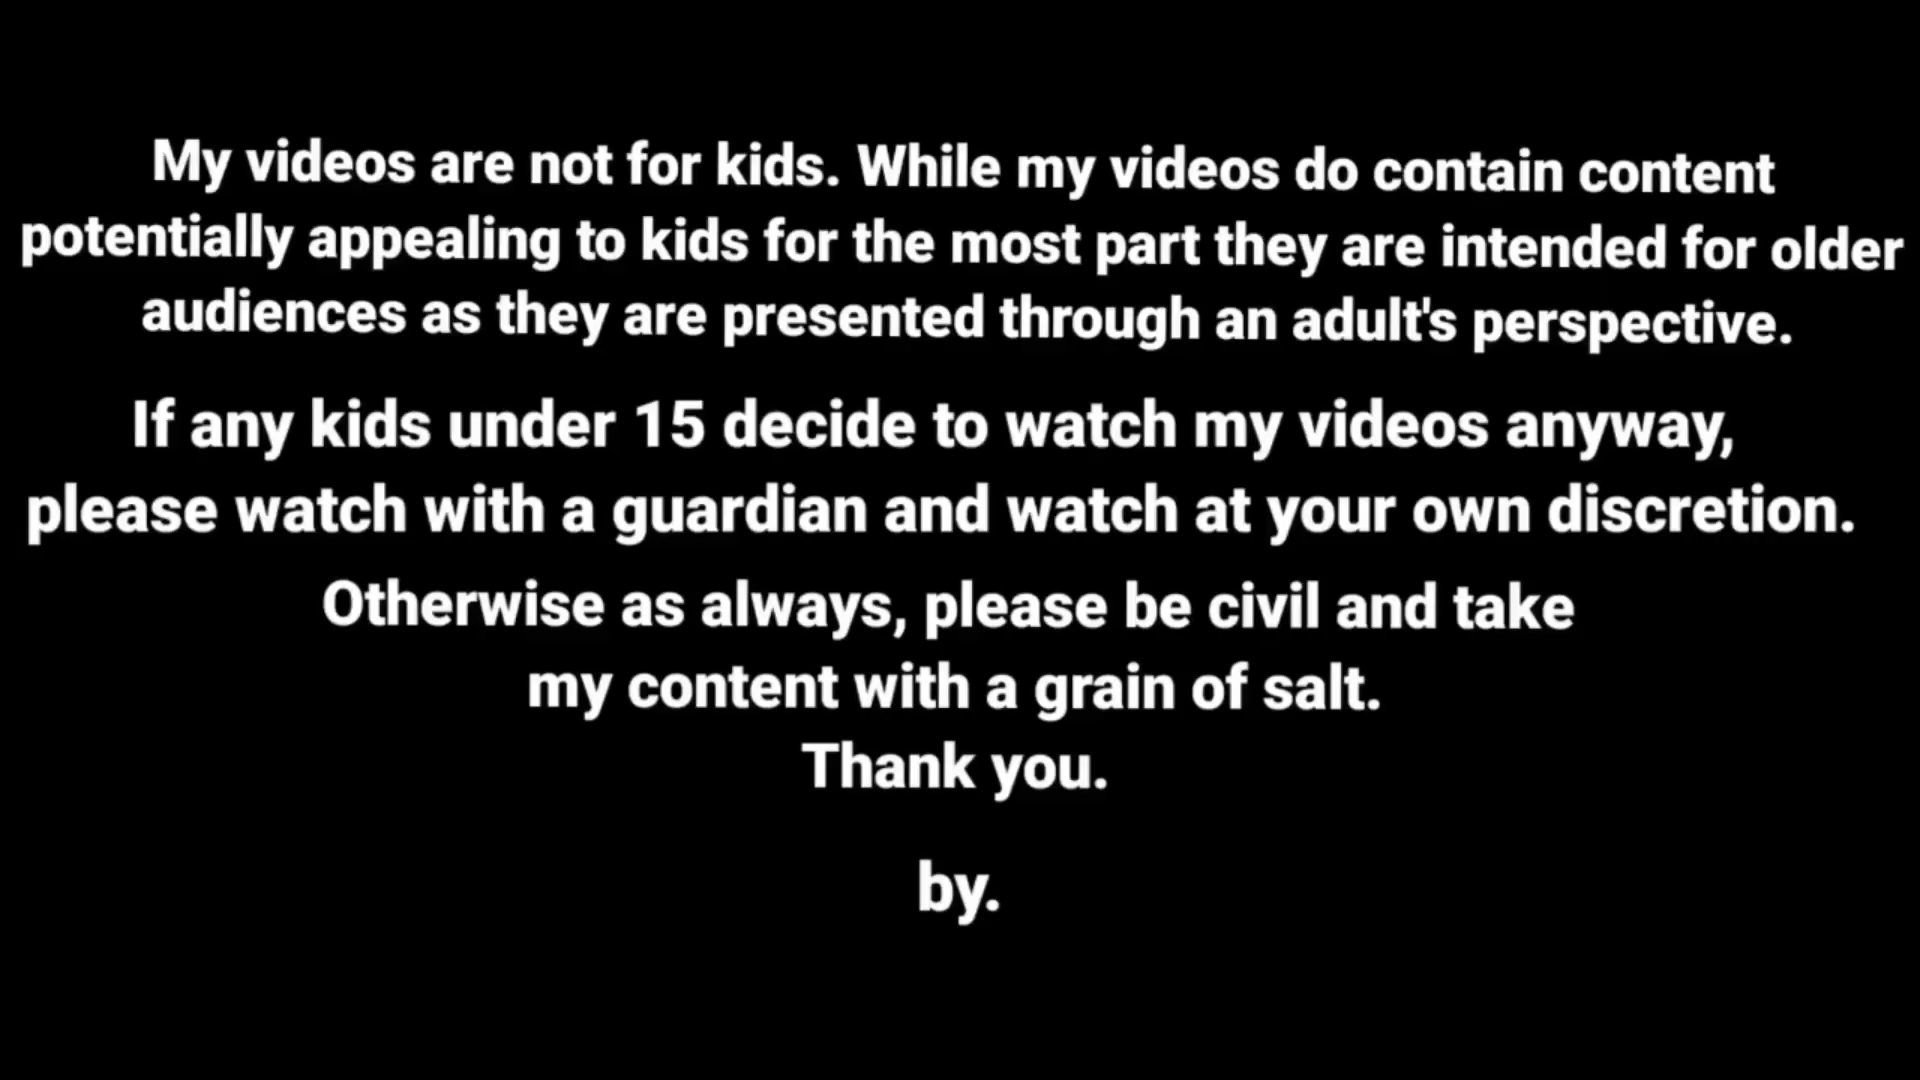 My videos are not for kids. While my videos do contain content
potentially appealing to kids for the most part they are intended for older
audiences as they are presented through an adult's perspective.
If any kids under 15 decide to watch my videos anyway,
please watch with a guardian and watch at your own discretion.
Otherwise as always, please be civil and take
my content with a grain of salt.
Thank you.
by.